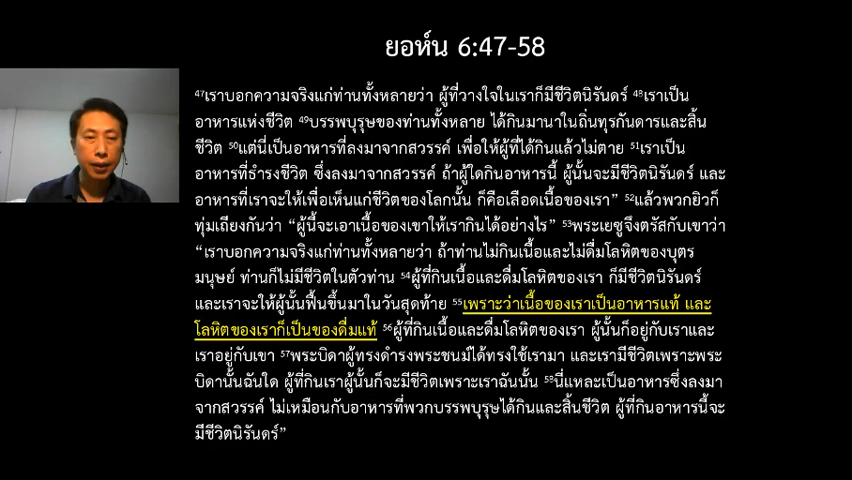 ยอห์น 6:47-58
⁴⁷เราบอกความจริงแก่ท่านทั้งหลายว่า ผู้ที่วางใจในเราก็มีชีวิตนิรันดร์ ⁴⁸เราเป็น
อาหารแห่งชีวิต ⁴⁹บรรพบุรุษของท่านทั้งหลาย ได้กินมานาในถิ่นทุรกันดารและสิ้น
ชีวิต ⁵⁰แต่นี่เป็นอาหารที่ลงมาจากสวรรค์ เพื่อให้ผู้ที่ได้กินแล้วไม่ตาย ⁵¹เราเป็น
อาหารที่ธำรงชีวิต ซึ่งลงมาจากสวรรค์ ถ้าผู้ใดกินอาหารนี้ ผู้นั้นจะมีชีวิตนิรันดร์ และ
อาหารที่เราจะให้เพื่อเห็นแก่ชีวิตของโลกนั้น ก็คือเลือดเนื้อของเรา” ⁵²แล้วพวกยิวก็
ทุ่มเถียงกันว่า “ผู้นี้จะเอาเนื้อของเขาให้เรากินได้อย่างไร” ⁵³พระเยซูจึงตรัสกับเขาว่า
“เราบอกความจริงแก่ท่านทั้งหลายว่า ถ้าท่านไม่กินเนื้อและไม่ดื่มโลหิตของบุตร
มนุษย์ ท่านก็ไม่มีชีวิตในตัวท่าน ⁵⁴ผู้ที่กินเนื้อและดื่มโลหิตของเรา ก็มีชีวิตนิรันดร์
และเราจะให้ผู้นั้นฟื้นขึ้นมาในวันสุดท้าย ⁵⁵เพราะว่าเนื้อของเราเป็นอาหารแท้ และ
โลหิตของเราก็เป็นของดื่มแท้ ⁵⁶ผู้ที่กินเนื้อและดื่มโลหิตของเรา ผู้นั้นก็อยู่กับเราและ
เราอยู่กับเขา ⁵⁷พระบิดาผู้ทรงดำรงพระชนม์ได้ทรงใช้เรามา และเรามีชีวิตเพราะพระ
บิดานั้นฉันใด ผู้ที่กินเราผู้นั้นก็จะมีชีวิตเพราะเราฉันนั้น ⁵⁸นี่แหละเป็นอาหารซึ่งลงมา
จากสวรรค์ ไม่เหมือนกับอาหารที่พวกบรรพบุรุษได้กินและสิ้นชีวิต ผู้ที่กินอาหารนี้จะ
มีชีวิตนิรันดร์”